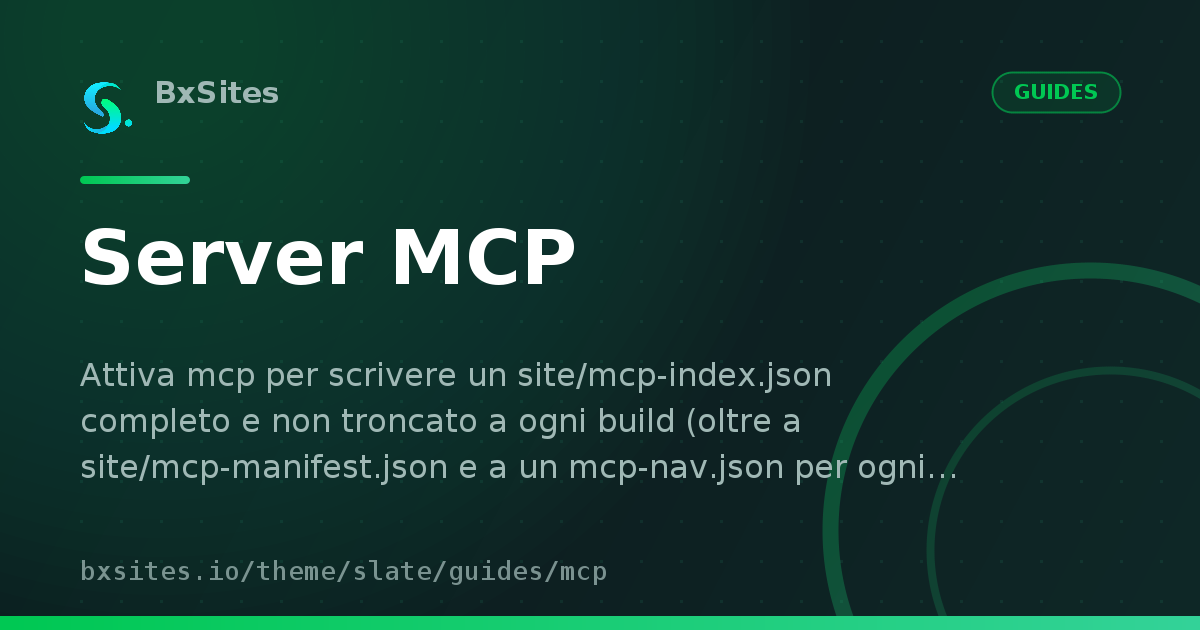 BxSites
GUIDES
Server MCP
Attiva mcp per scrivere un site/mcp-index.json
completo e non troncato a ogni build (oltre a
site/mcp-manifest.json e a un mcp-nav.json per ogni…
bxsites.io/theme/slate/guides/mcp